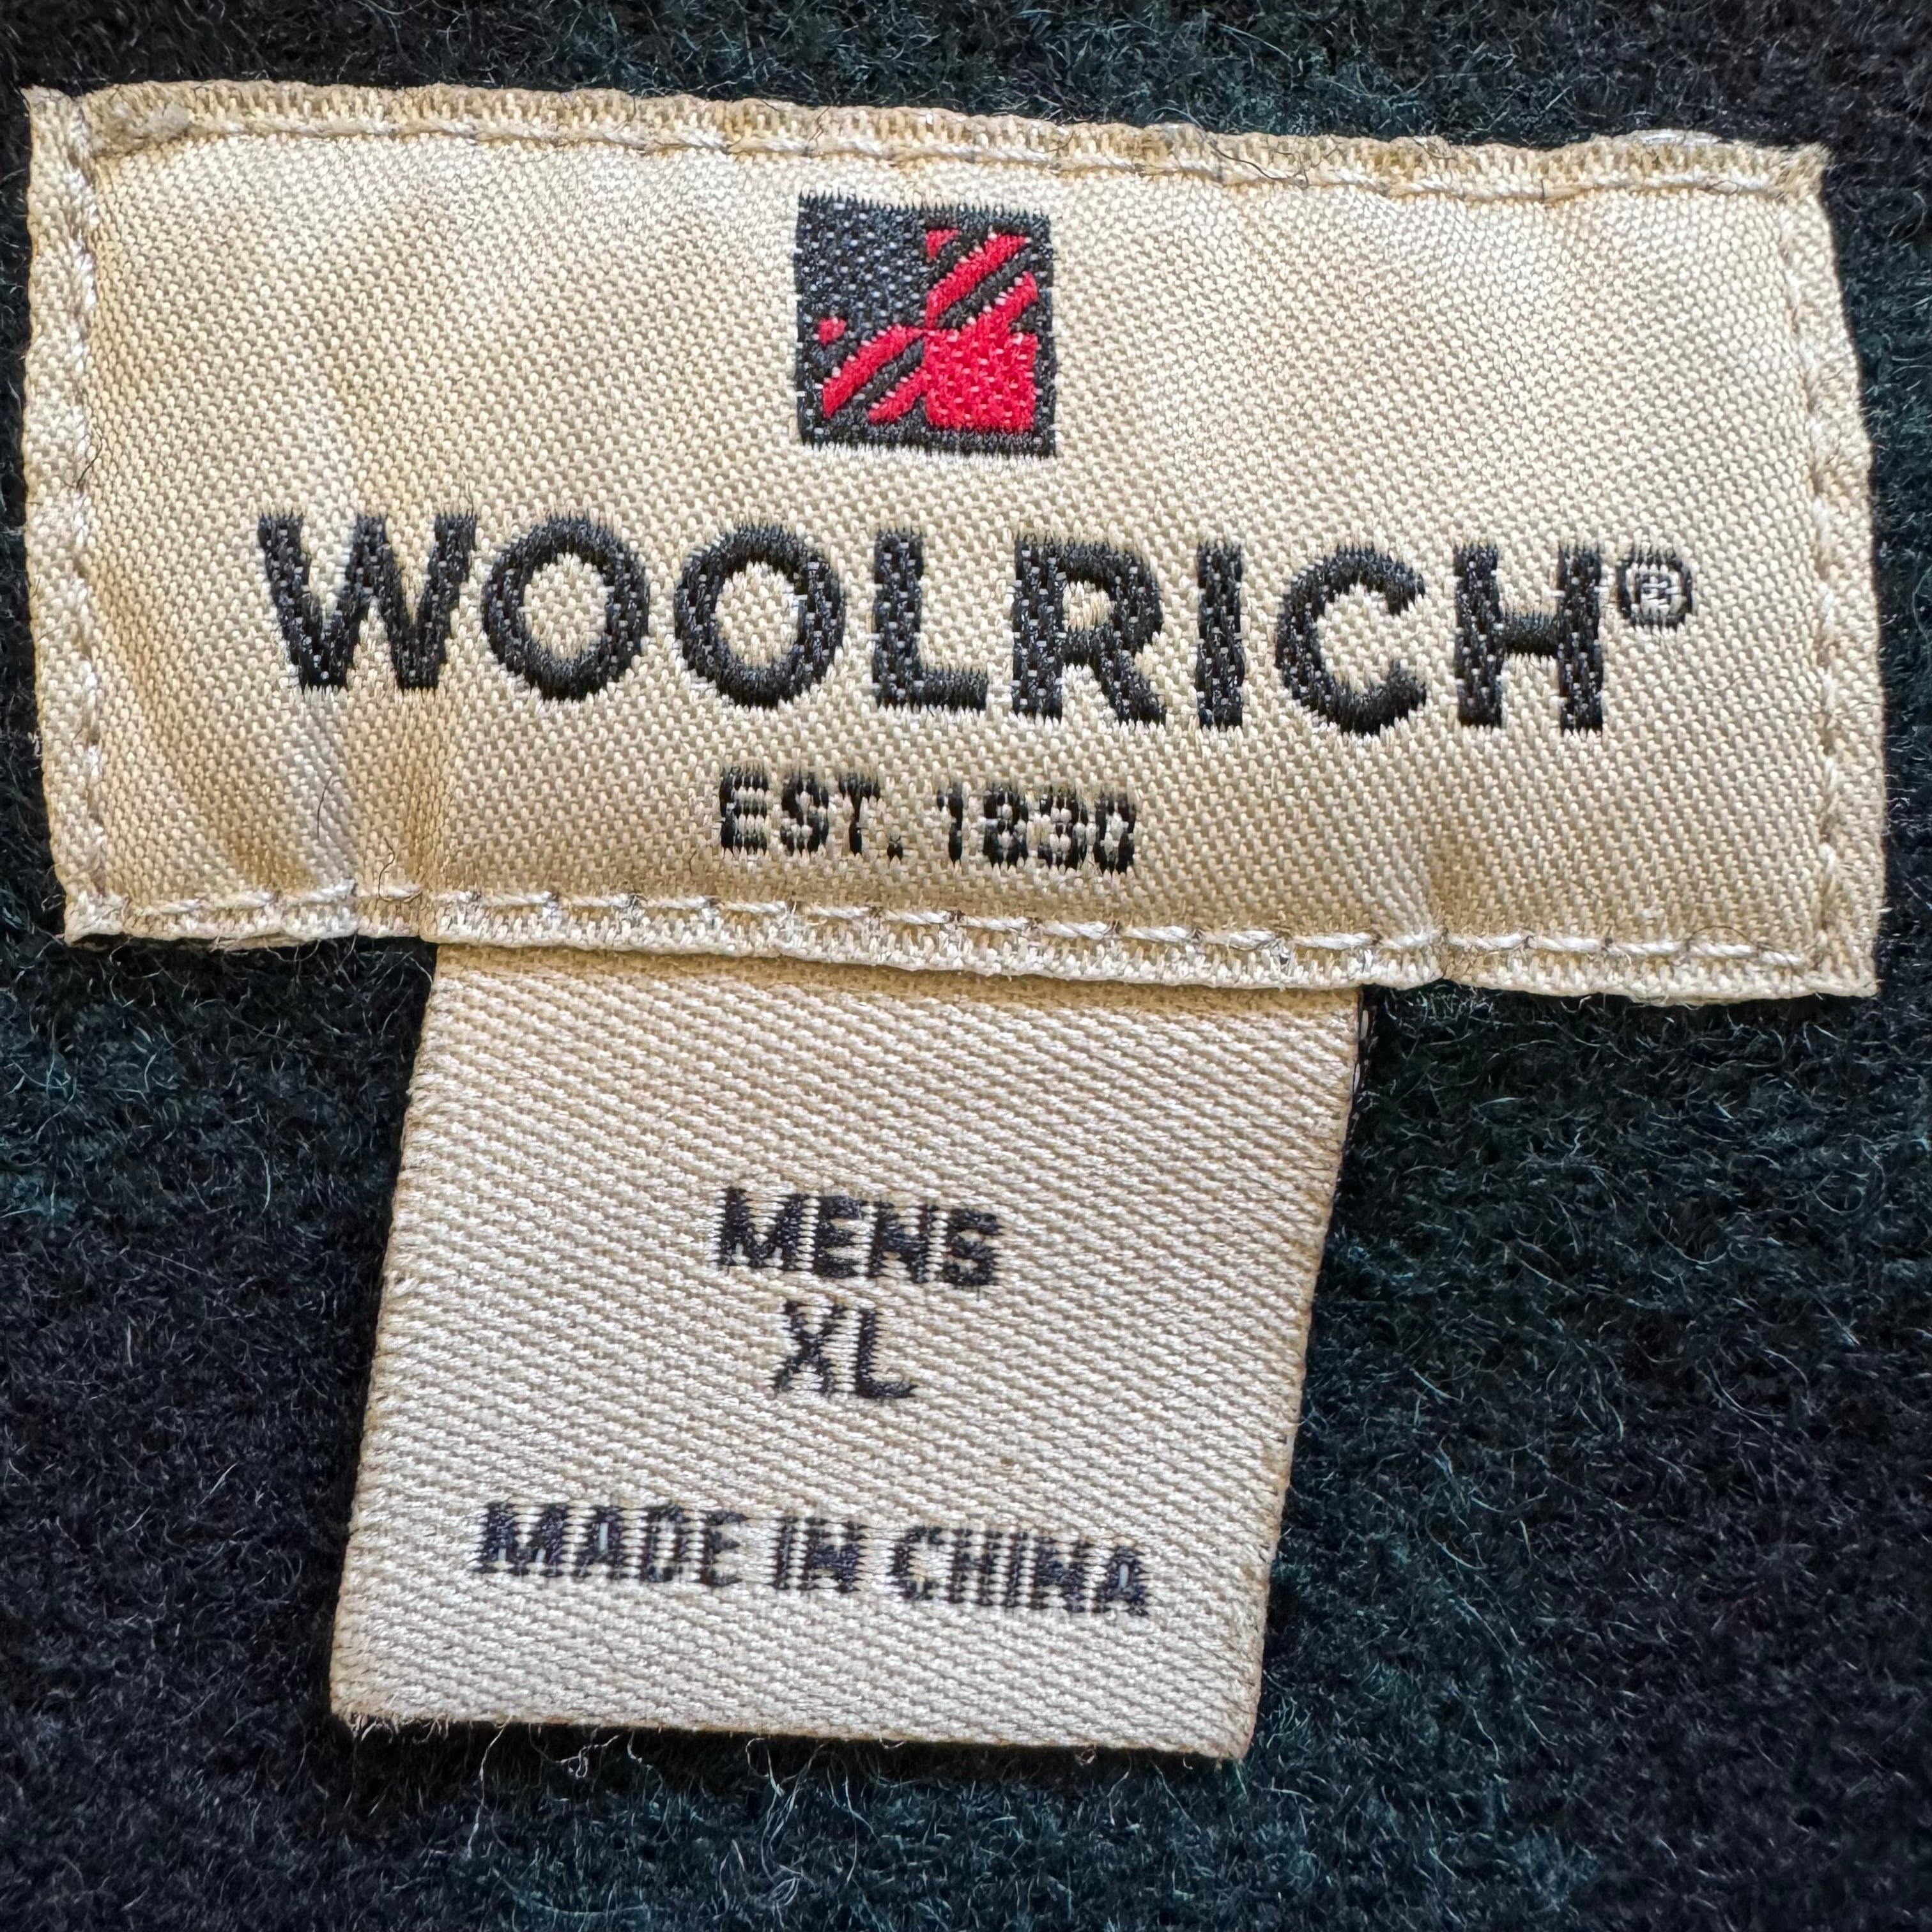 WOOLRICH®
EST. 1830
MENS
XL
MADE IN CHINA